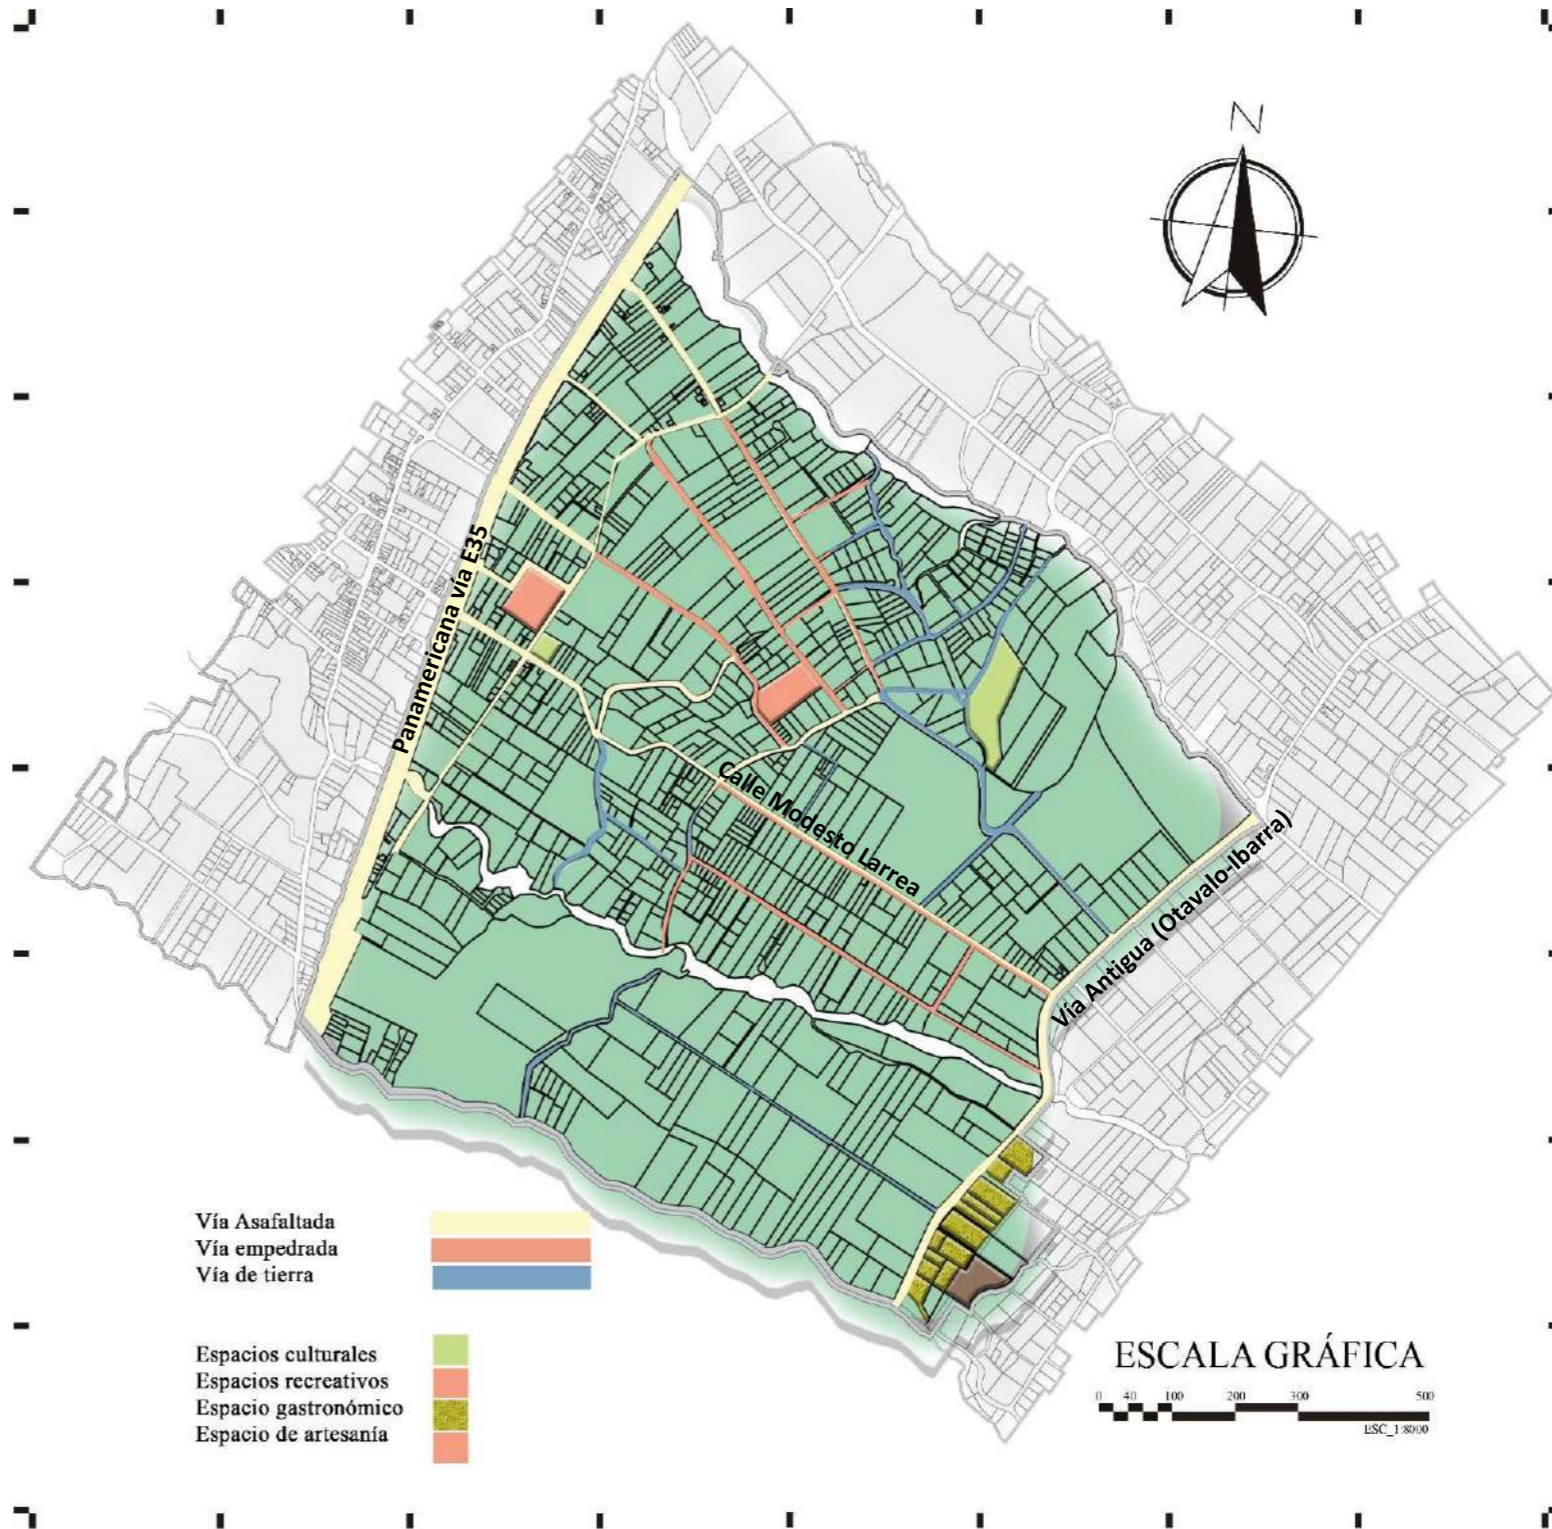 N
Panamericana vía E35
Calle Modesto Larrea
Vía Antigua (Otavalo-Ibarra)
Vía Asafaltada
Vía empedrada
Vía de tierra
Espacios culturales
Espacios recreativos
Espacio gastronómico
Espacio de artesanía
ESCALA GRÁFICA
0 40 100 200 300 500
ESC_1:8000